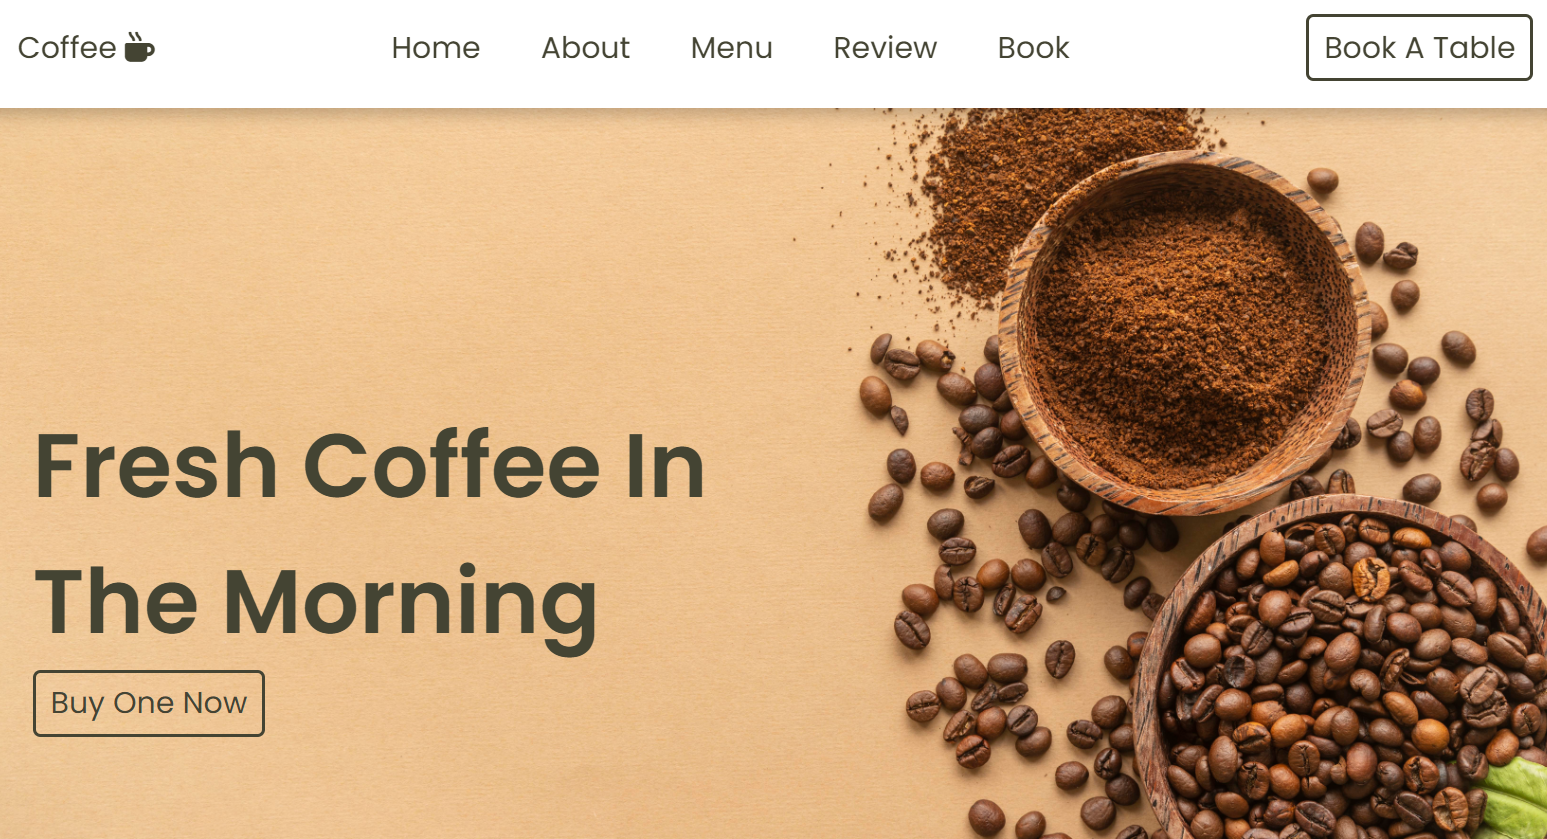 Coffee
Home About Menu Review Book
Book A Table
Fresh Coffee In
The Morning
Buy One Now